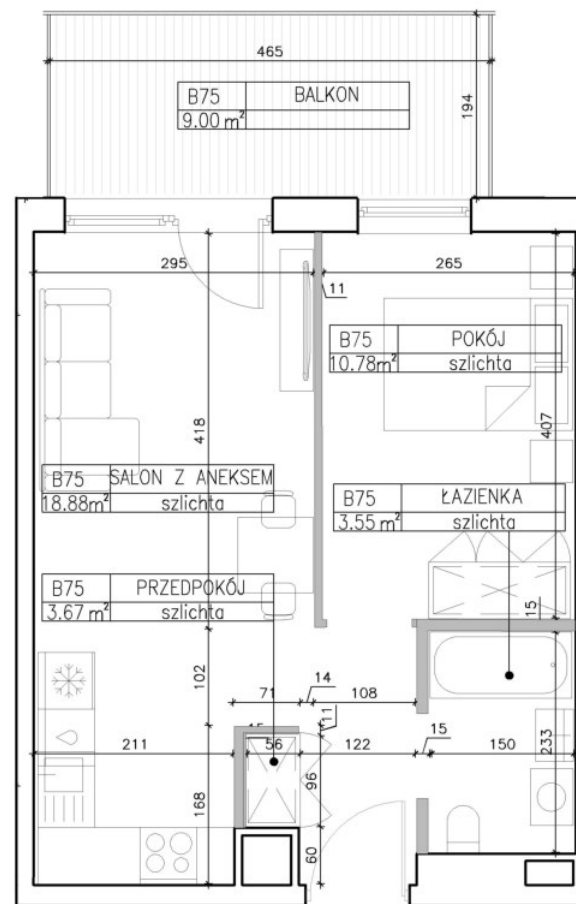 465
194
B75 BALKON
9.00 m²
295
265
11
B75 POKÓJ
10.78m² szlichta
418
407
B75 SALON Z ANEKSEM
18.88m² szlichta
B75 ŁAZIENKA
3.55 m² szlichta
B75 PRZEDPOKÓJ
3.67 m² szlichta
15
102
71
14
108
11
15
211
15
56
122
150
233
96
168
60